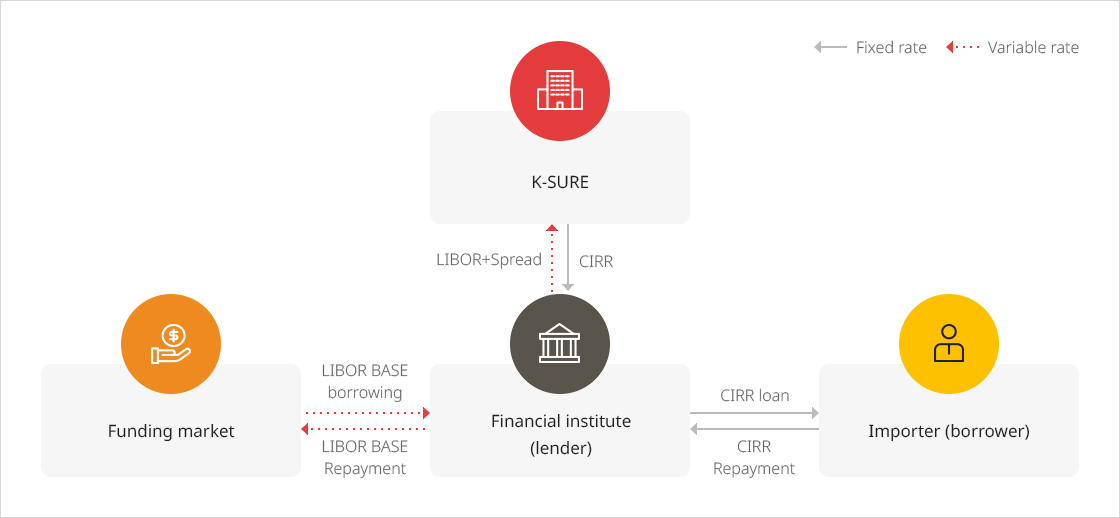 Fixed rate
Variable rate
K-SURE
LIBOR+Spread
CIRR
LIBOR BASE
borrowing
Funding market
LIBOR BASE
Repayment
Financial institute
(lender)
CIRR loan
CIRR
Repayment
Importer (borrower)